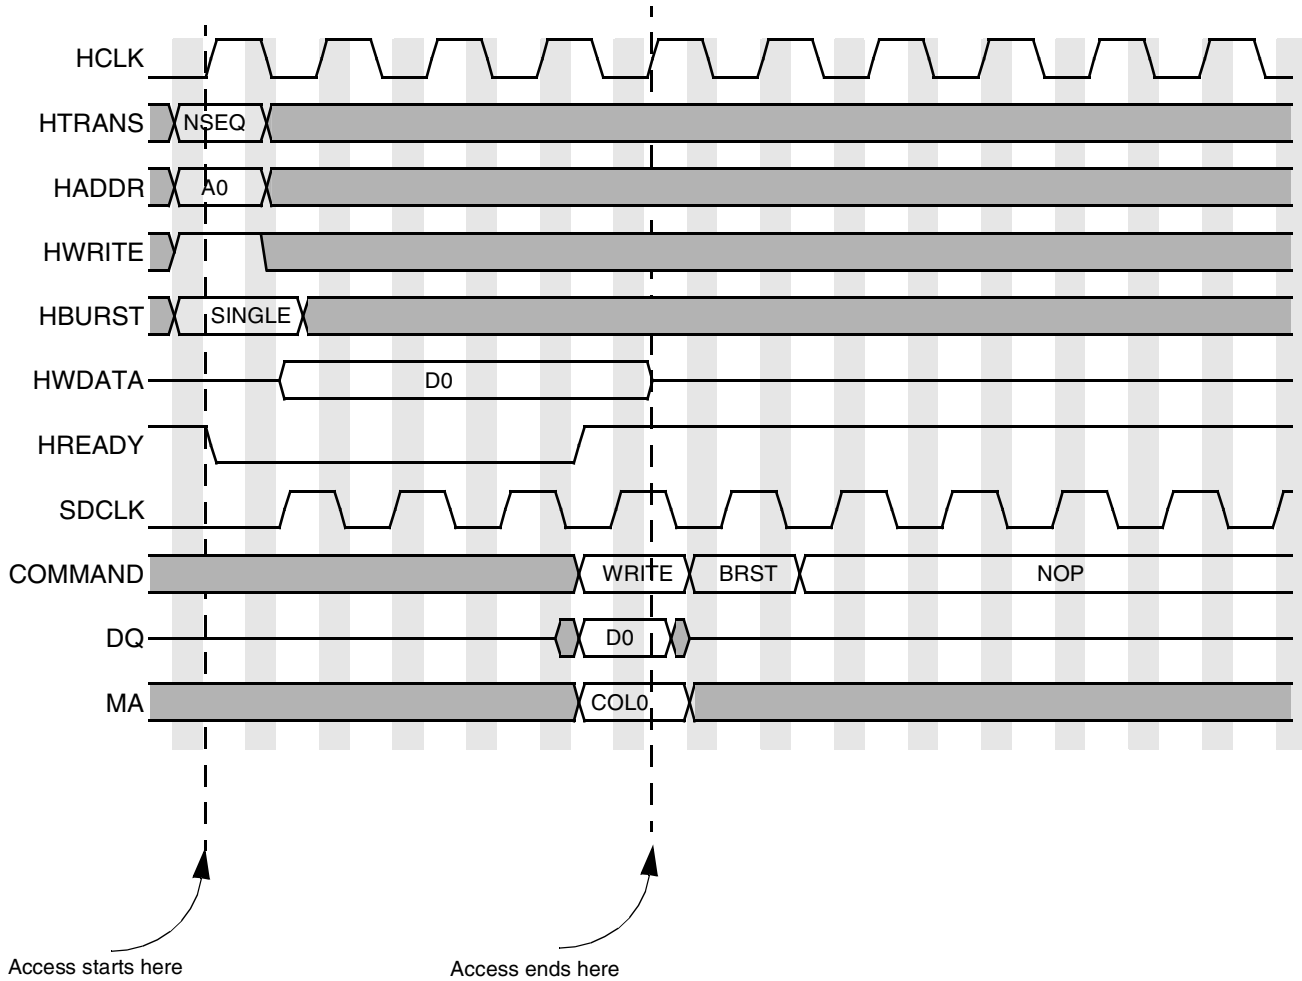 HCLK
HTRANS NSEQ
HADDR A0
HWRITE
HBURST SINGLE
HWDATA D0
HREADY
SDCLK
COMMAND WRITE BRST NOP
DQ D0
MA COL0
Access starts here Access ends here